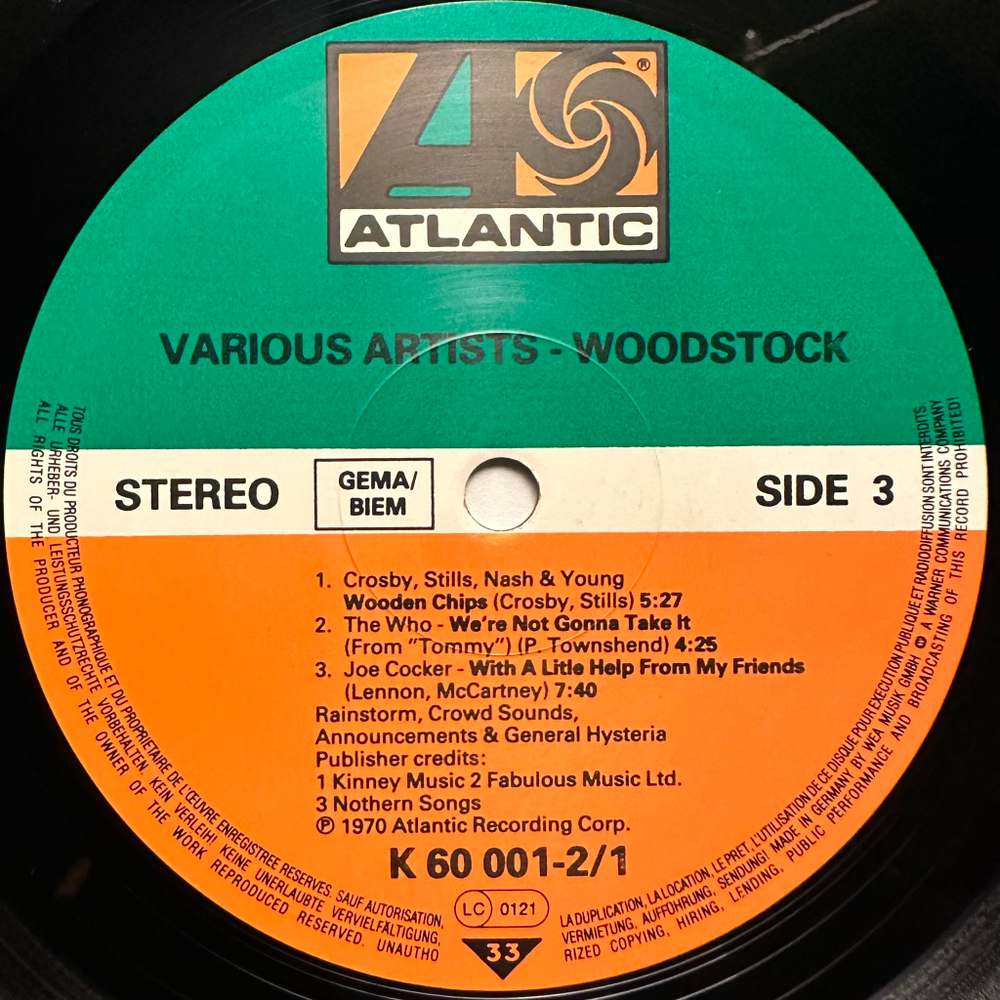 ®
ATLANTIC
VARIOUS ARTISTS - WOODSTOCK
STEREO
GEMA/
BIEM
SIDE 3
1. Crosby, Stills, Nash & Young
Wooden Chips (Crosby, Stills) 5:27
2. The Who - We're Not Gonna Take It
(From "Tommy") (P. Townshend) 4:25
3. Joe Cocker - With A Litle Help From My Friends
(Lennon, McCartney) 7:40
Rainstorm, Crowd Sounds,
Announcements & General Hysteria
Publisher credits:
1 Kinney Music 2 Fabulous Music Ltd.
3 Nothern Songs
℗ 1970 Atlantic Recording Corp.
K 60 001-2/1
LC 0121
33
TOUS DROITS DU PRODUCTEUR PHONOGRAPHIQUE ET DU PROPRIETAIRE DE L'ŒUVRE ENREGISTREE RESERVES. SAUF AUTORISATION,
LA DUPLICATION, LA LOCATION, LE PRET, L'UTILISATION DE CE DISQUE POUR EXECUTION PUBLIQUE ET RADIODIFFUSION SONT INTERDITS.
ALLE URHEBER- UND LEISTUNGSSCHUTZRECHTE VORBEHALTEN. KEIN VERLEIH! KEINE UNERLAUBTE VERVIELFÄLTIGUNG,
VERMIETUNG, AUFFÜHRUNG, SENDUNG! MADE IN GERMANY BY WEA MUSIK GMBH A WARNER COMMUNICATIONS COMPANY
ALL RIGHTS OF THE PRODUCER AND OF THE OWNER OF THE WORK REPRODUCED RESERVED. UNAUTHO
RIZED COPYING, HIRING, LENDING, PUBLIC PERFORMANCE AND BROADCASTING OF THIS RECORD PROHIBITED!